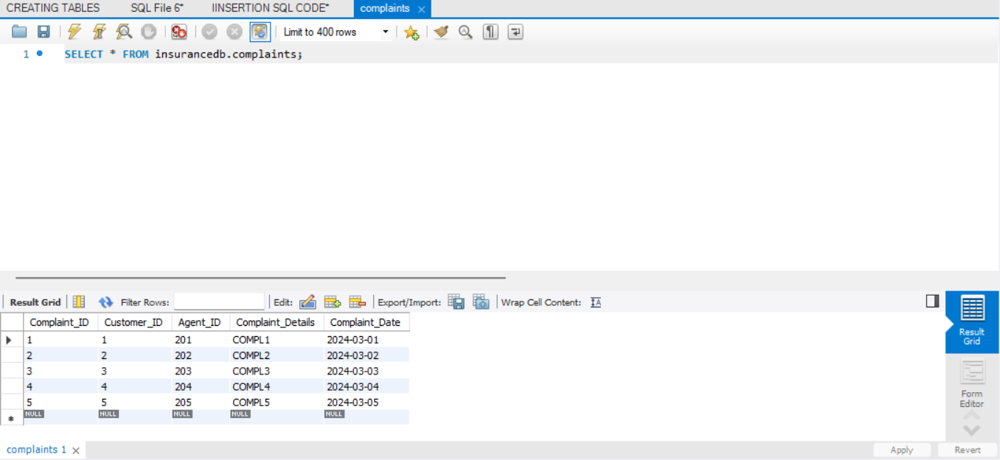 CREATING TABLES SQL File 6* IINSERTION SQL CODE* complaints
Limit to 400 rows
1 SELECT * FROM insurancedb.complaints;
Result Grid Filter Rows: Edit: Export/Import: Wrap Cell Content: IA
Complaint_ID Customer_ID Agent_ID Complaint_Details Complaint_Date
1 1 201 COMPL1 2024-03-01
2 2 202 COMPL2 2024-03-02
3 3 203 COMPL3 2024-03-03
4 4 204 COMPL4 2024-03-04
5 5 205 COMPL5 2024-03-05
NULL NULL NULL NULL NULL
Result
Grid
Form
Editor
complaints 1 Apply Revert